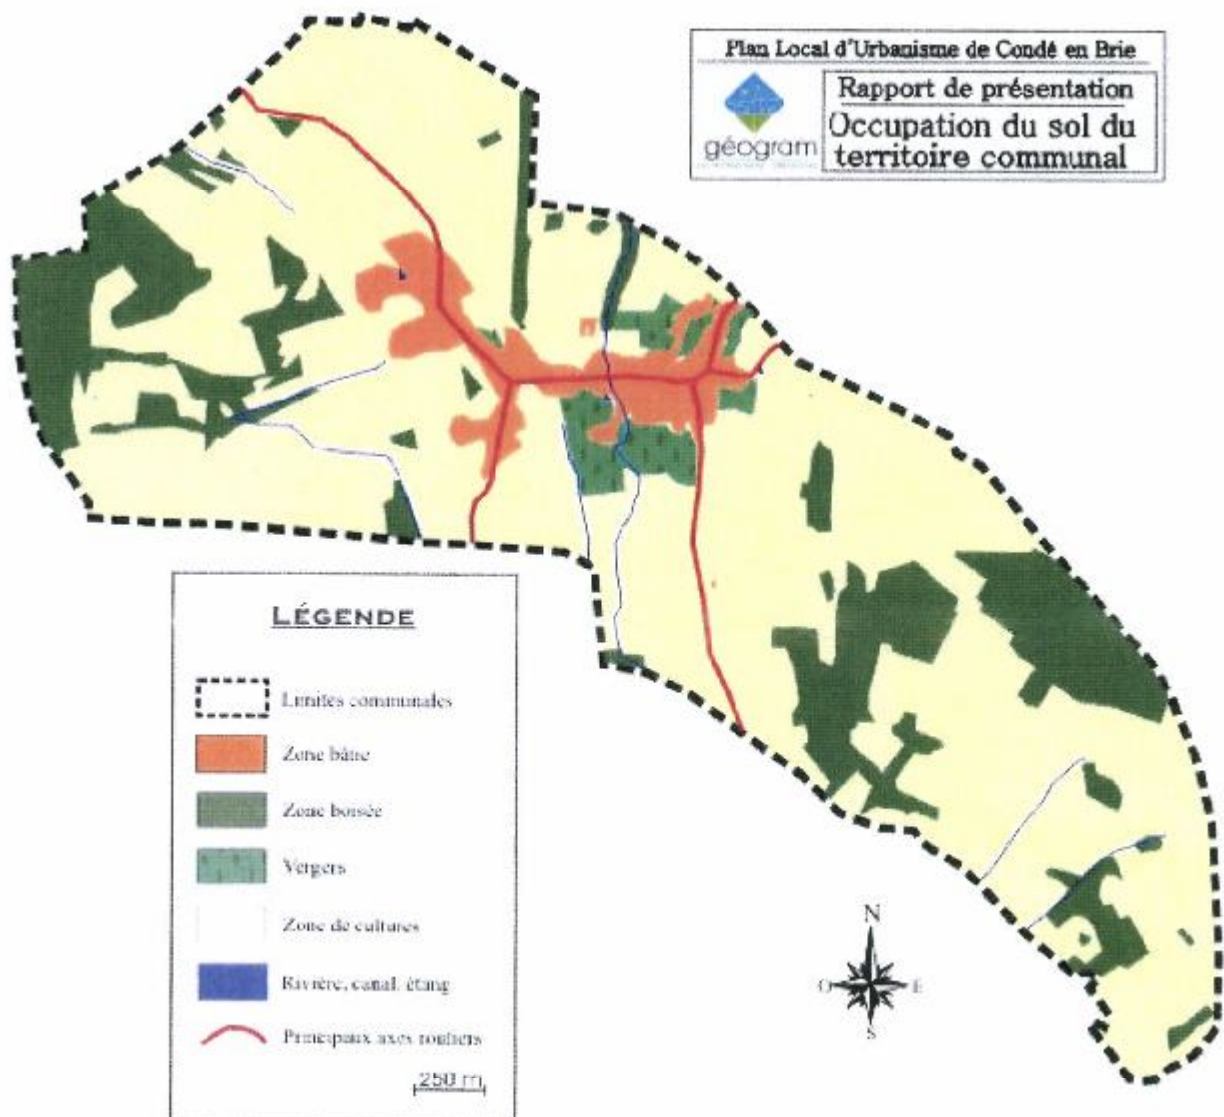 Plan Local d'Urbanisme de Condé en Brie
géogram
Rapport de présentation
Occupation du sol du
territoire communal
LÉGENDE
Limites communales
Zone bâtie
Zone boisée
Vergers
Zone de cultures
Rivière, canal, étang
Principaux axes routiers
250 m
N
O
E
S